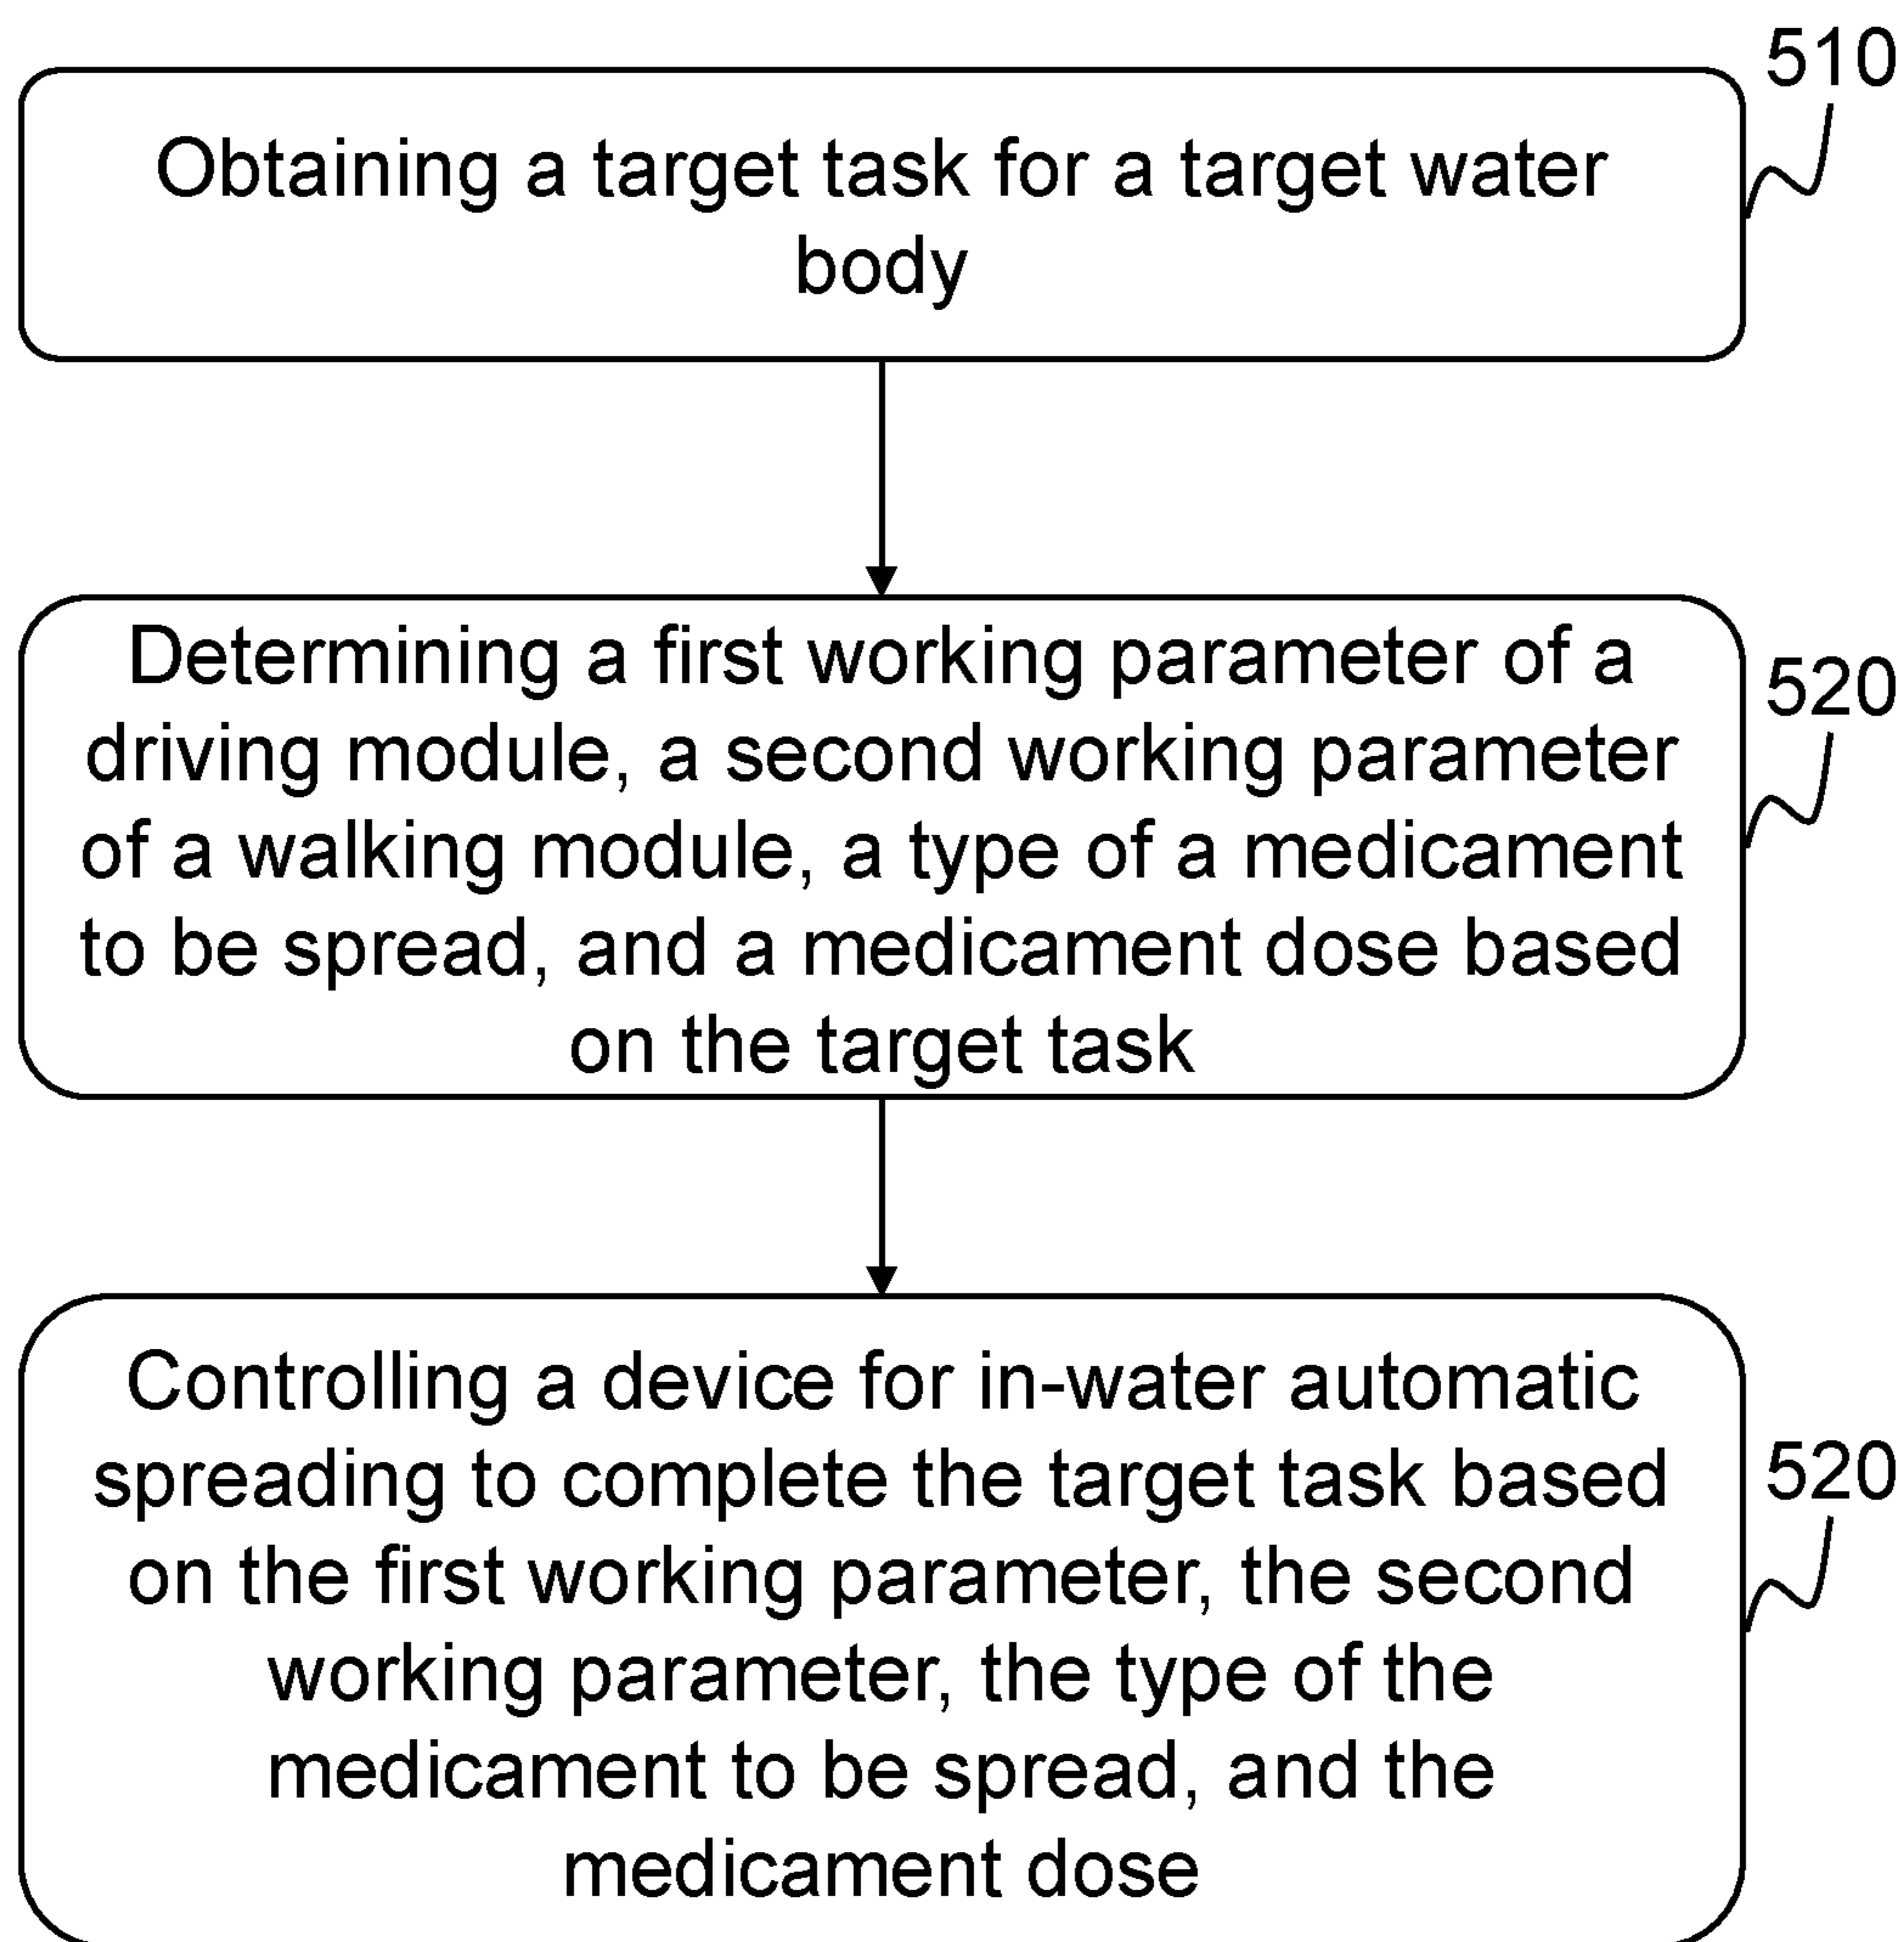 510
Obtaining a target task for a target water
body
Determining a first working parameter of a
driving module, a second working parameter
of a walking module, a type of a medicament
to be spread, and a medicament dose based
on the target task
520
Controlling a device for in-water automatic
spreading to complete the target task based
on the first working parameter, the second
working parameter, the type of the
medicament to be spread, and the
medicament dose
520